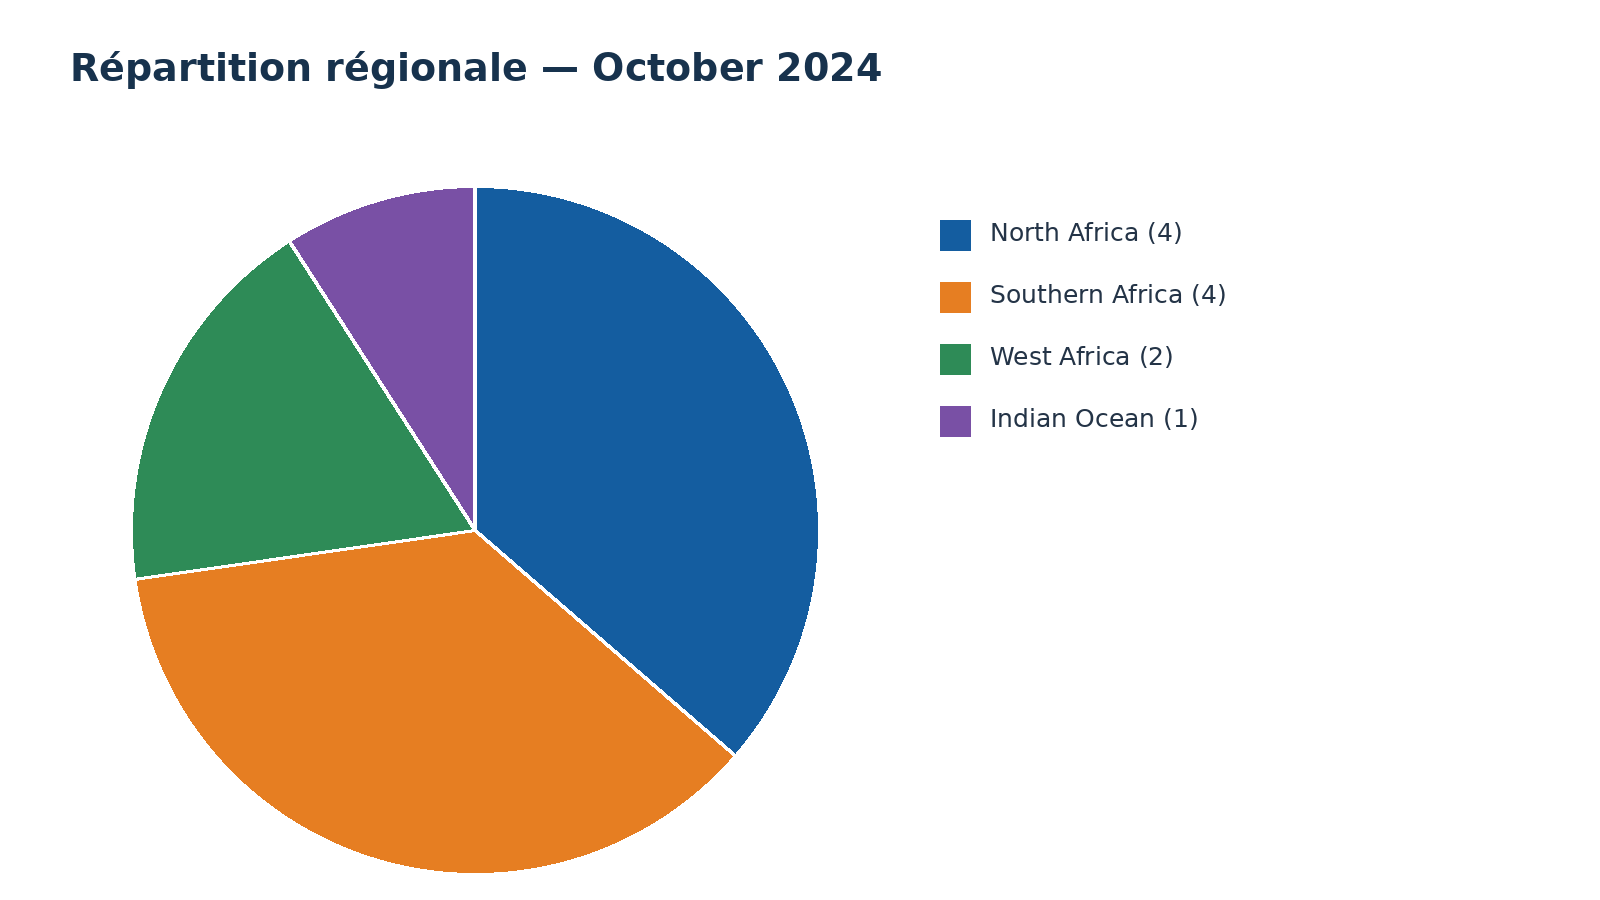 Répartition régionale — October 2024
North Africa (4)
Southern Africa (4)
West Africa (2)
Indian Ocean (1)